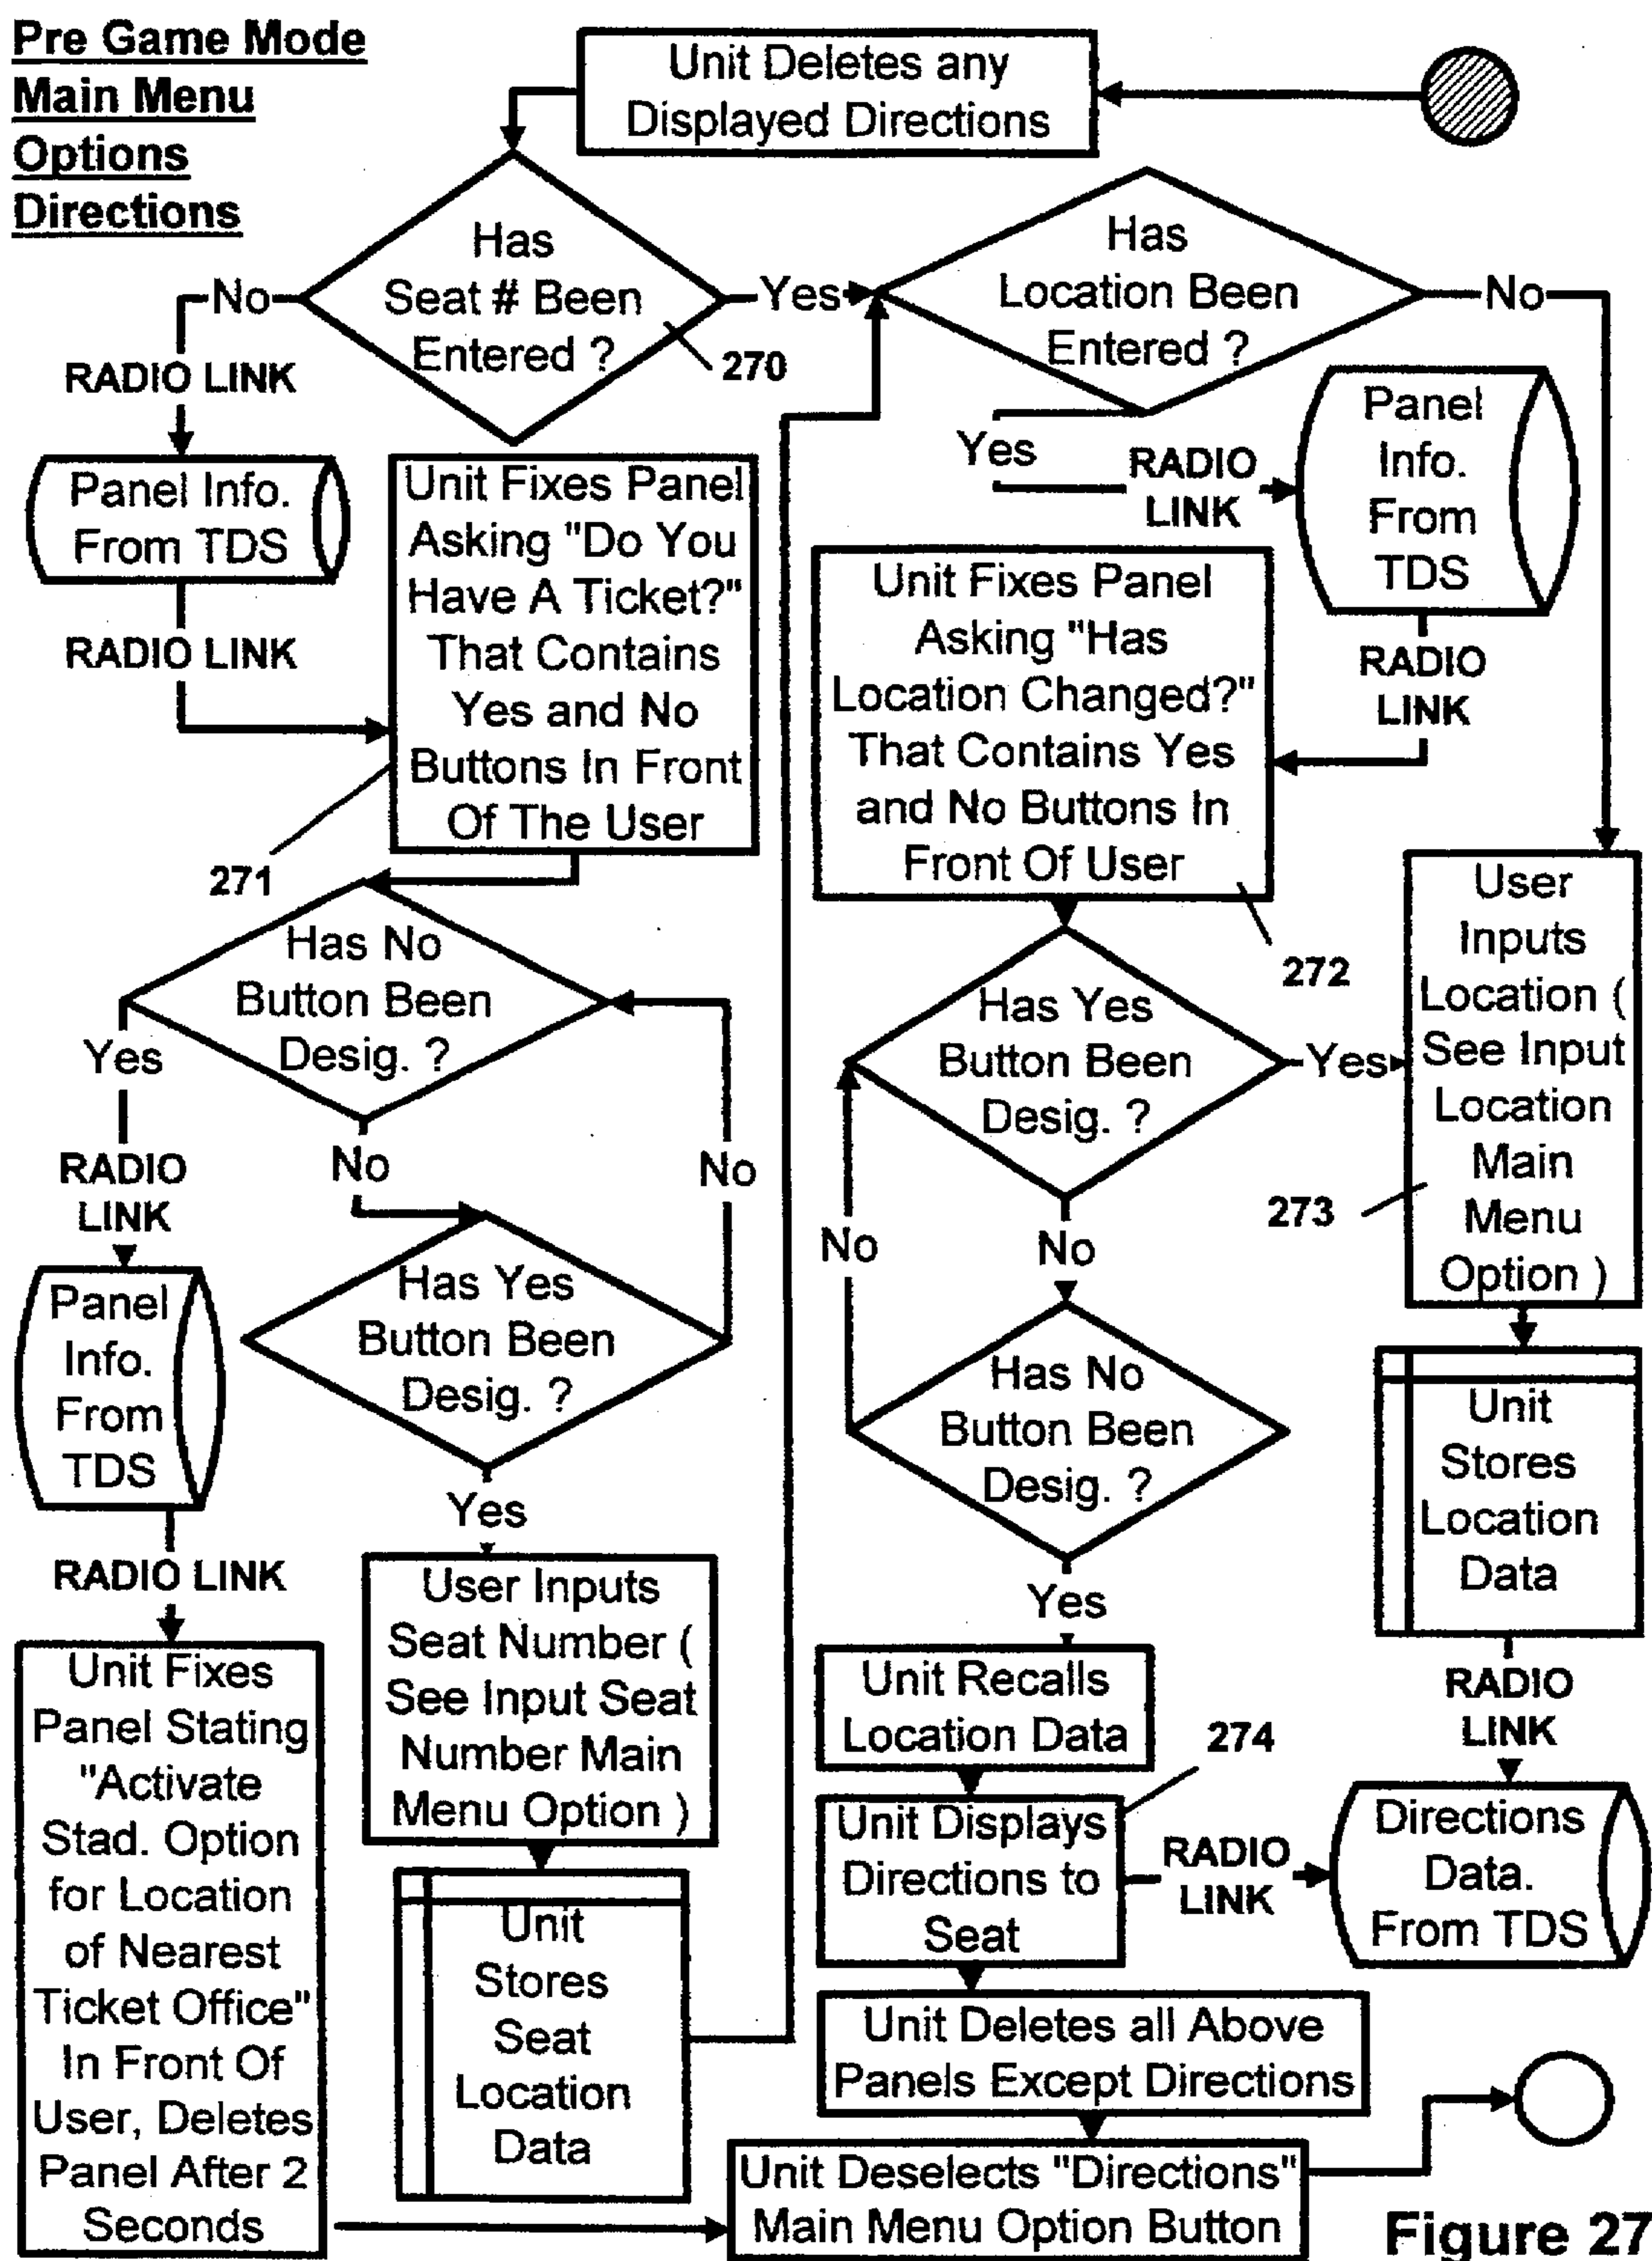 Pre Game Mode
Main Menu
Options
Directions
Unit Deletes any
Displayed Directions
Has
Seat # Been
Entered ?
270
No
Yes
Has
Location Been
Entered ?
No
Yes
RADIO LINK
Panel Info.
From TDS
RADIO LINK
Unit Fixes Panel
Asking "Do You
Have A Ticket?"
That Contains
Yes and No
Buttons In Front
Of The User
271
RADIO
LINK
Panel
Info.
From
TDS
RADIO
LINK
Unit Fixes Panel
Asking "Has
Location Changed?"
That Contains Yes
and No Buttons In
Front Of User
272
Has No
Button Been
Desig. ?
Yes
No
RADIO
LINK
Panel
Info.
From
TDS
RADIO LINK
Unit Fixes
Panel Stating
"Activate
Stad. Option
for Location
of Nearest
Ticket Office"
In Front Of
User, Deletes
Panel After 2
Seconds
Has Yes
Button Been
Desig. ?
No
Yes
User Inputs
Seat Number (
See Input Seat
Number Main
Menu Option )
Unit
Stores
Seat
Location
Data
Has Yes
Button Been
Desig. ?
Yes
No
No
Has No
Button Been
Desig. ?
Yes
User
Inputs
Location (
See Input
Location
Main
Menu
Option )
273
Unit
Stores
Location
Data
RADIO
LINK
Unit Recalls
Location Data
274
Unit Displays
Directions to
Seat
RADIO
LINK
Directions
Data.
From TDS
Unit Deletes all Above
Panels Except Directions
Unit Deselects "Directions"
Main Menu Option Button
Figure 27